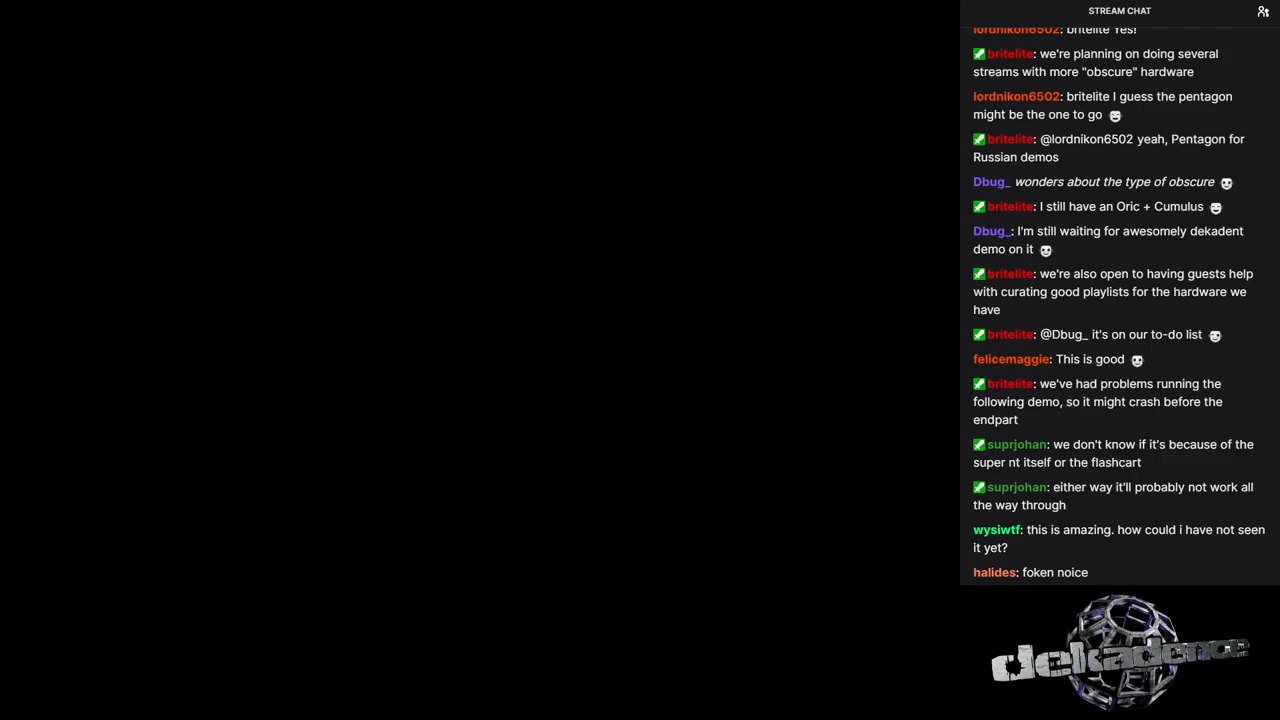 STREAM CHAT
lordnikon6502: britelite Yes!
britelite: we're planning on doing several
streams with more "obscure" hardware
lordnikon6502: britelite I guess the pentagon
might be the one to go
britelite: @lordnikon6502 yeah, Pentagon for
Russian demos
Dbug_ wonders about the type of obscure
britelite: I still have an Oric + Cumulus
Dbug_: I'm still waiting for awesomely dekadent
demo on it
britelite: we're also open to having guests help
with curating good playlists for the hardware we
have
britelite: @Dbug_ it's on our to-do list
felicemaggie: This is good
britelite: we've had problems running the
following demo, so it might crash before the
endpart
suprjohan: we don't know if it's because of the
super nt itself or the flashcart
suprjohan: either way it'll probably not work all
the way through
wysiwtf: this is amazing. how could i have not seen
it yet?
halides: foken noice
dekadence